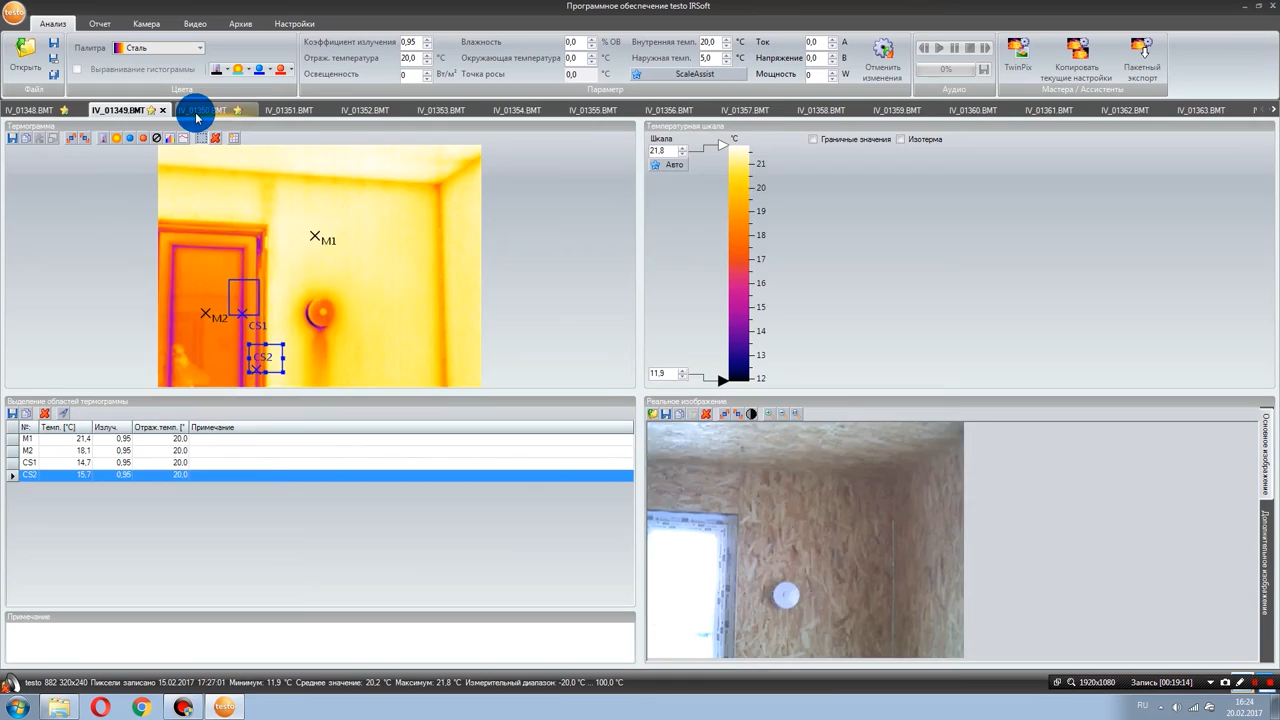 Программное обеспечение testo IRSoft
testo
Анализ Отчет Камера Видео Архив Настройки
Открыть
Файл
Палитра Сталь
Выравнивание гистограммы
Цвета
Коэффициент излучения 0,95 Влажность 0,0 % ОВ Внутренняя темп. 20,0 °C Ток 0,0 A
температура 20,0 °C Окружающая температура 0,0 °C Наружная темп. 5,0 °C Напряжение 0,0 В
Освещенность 0 Вт/м² Точка росы 0,0 °C ScaleAssist Мощность 0 W
Параметр
Отменить изменения
0%
Аудио
TwinPix
Копировать текущие настройки
Пакетный экспорт
Мастера / Ассистенты
IV_01348.BMT IV_01349.BMT IV_01350.BMT IV_01351.BMT IV_01352.BMT IV_01353.BMT IV_01354.BMT IV_01355.BMT IV_01356.BMT IV_01357.BMT IV_01358.BMT IV_01359.BMT IV_01360.BMT IV_01361.BMT IV_01362.BMT IV_01363.BMT
Термограмма
M1
M2
CS1
CS2
Температурная шкала
Шкала °C
21,8
Авто
Граничные значения Изотерма
21
20
19
18
17
16
15
14
13
12
11,9
Выделение областей термограммы
№: Темп. [°C] Излуч. Отраж.темп. [° Примечание
M1 21,4 0,95 20,0
M2 18,1 0,95 20,0
CS1 14,7 0,95 20,0
CS2 15,7 0,95 20,0
Примечание
Реальное изображение
Основное изображение
Дополнительное изображение
testo 882 320x240 Пиксели записано 15.02.2017 17:27:01 Минимум: 11,9 °C Среднее значение: 20,2 °C Максимум: 21,8 °C Измерительный диапазон: -20,0 °C ... 100,0 °C
1920x1080 Запись [00:19:14]
testo
RU
16:24
20.02.2017